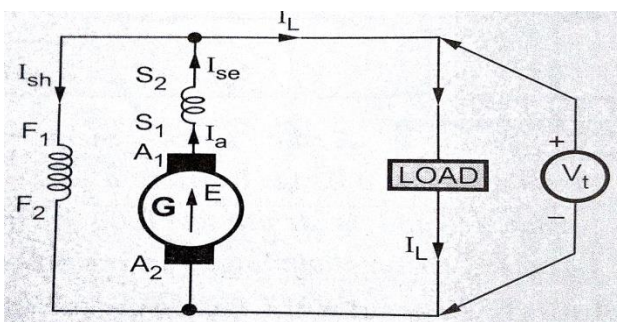 I_L
I_sh
S_2
I_se
S_1
I_a
F_1
A_1
F_2
G
E
A_2
LOAD
I_L
+
V_t
−